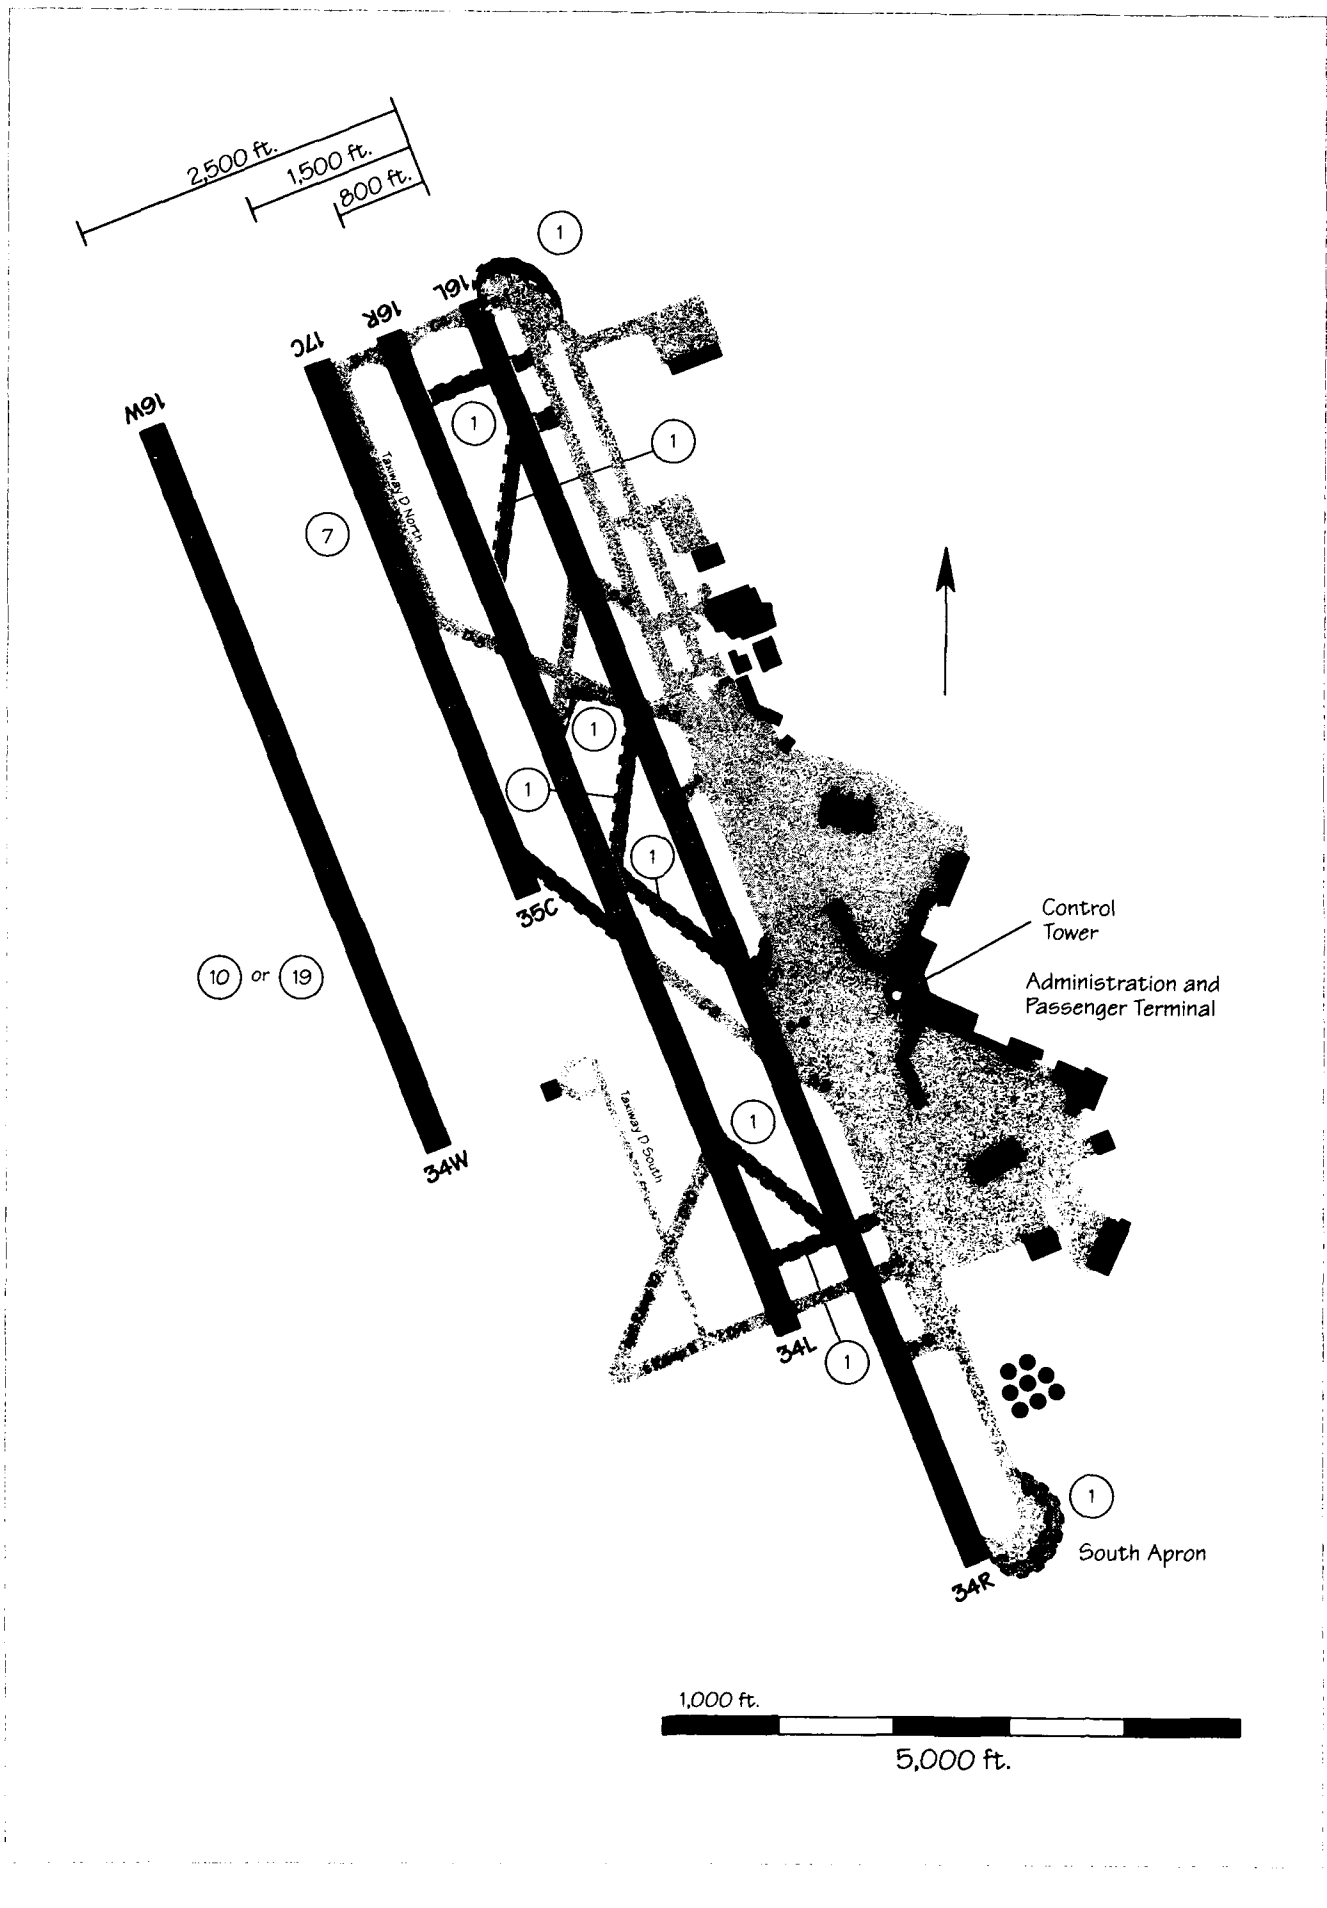 2,500 ft.
1,500 ft.
800 ft.
1
16L
16R
17C
16W
1
1
Taxiway D North
7
1
1
1
35C
Control
Tower
10 or 19
Administration and
Passenger Terminal
Taxiway D South
1
34W
34L
1
1
South Apron
34R
1,000 ft.
5,000 ft.